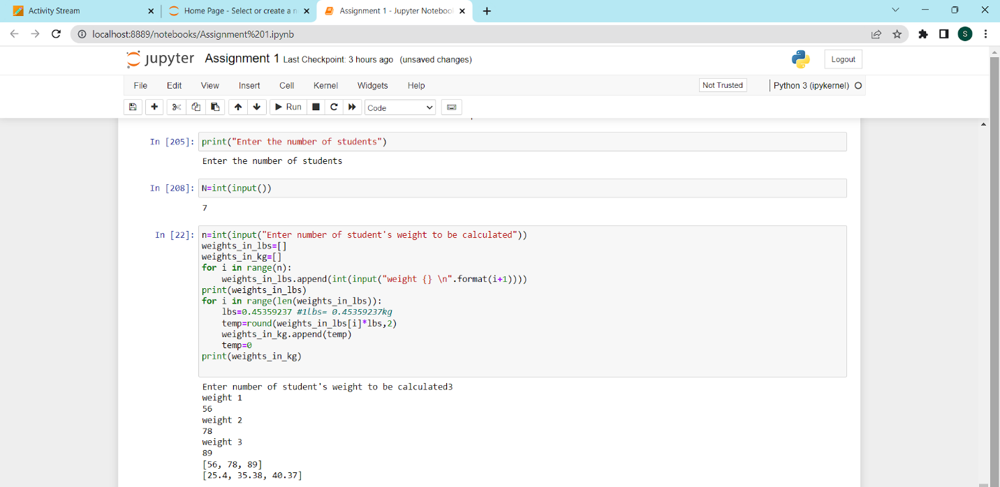 Activity Stream
Home Page - Select or create a n
Assignment 1 - Jupyter Notebook
localhost:8889/notebooks/Assignment%201.ipynb
S
jupyter Assignment 1 Last Checkpoint: 3 hours ago (unsaved changes)
Logout
File Edit View Insert Cell Kernel Widgets Help
Not Trusted
Python 3 (ipykernel)
Run
Code
In [205]: print("Enter the number of students")
Enter the number of students
In [208]: N=int(input())
7
In [22]: n=int(input("Enter number of student's weight to be calculated"))
weights_in_lbs=[]
weights_in_kg=[]
for i in range(n):
    weights_in_lbs.append(int(input("weight {} \n".format(i+1))))
print(weights_in_lbs)
for i in range(len(weights_in_lbs)):
    lbs=0.45359237 #1lbs= 0.45359237kg
    temp=round(weights_in_lbs[i]*lbs,2)
    weights_in_kg.append(temp)
    temp=0
print(weights_in_kg)
Enter number of student's weight to be calculated3
weight 1
56
weight 2
78
weight 3
89
[56, 78, 89]
[25.4, 35.38, 40.37]